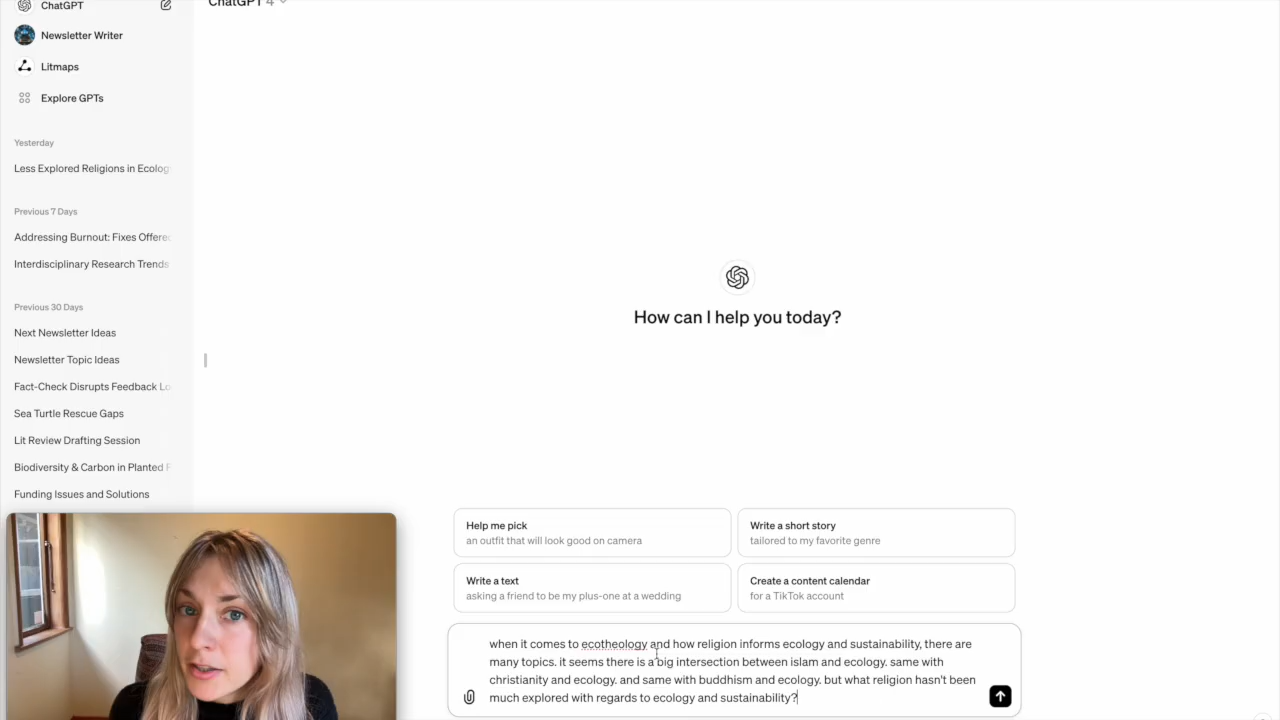 ChatGPT 4
ChatGPT
Newsletter Writer
Litmaps
Explore GPTs
Yesterday
Less Explored Religions in Ecolog
Previous 7 Days
Addressing Burnout: Fixes Offered
Interdisciplinary Research Trends
Previous 30 Days
Next Newsletter Ideas
Newsletter Topic Ideas
Fact-Check Disrupts Feedback Lo
Sea Turtle Rescue Gaps
Lit Review Drafting Session
Biodiversity & Carbon in Planted F
Funding Issues and Solutions
How can I help you today?
Help me pick
an outfit that will look good on camera
Write a short story
tailored to my favorite genre
Write a text
asking a friend to be my plus-one at a wedding
Create a content calendar
for a TikTok account
when it comes to ecotheology and how religion informs ecology and sustainability, there are
many topics. it seems there is a big intersection between islam and ecology. same with
christianity and ecology. and same with buddhism and ecology. but what religion hasn't been
much explored with regards to ecology and sustainability?